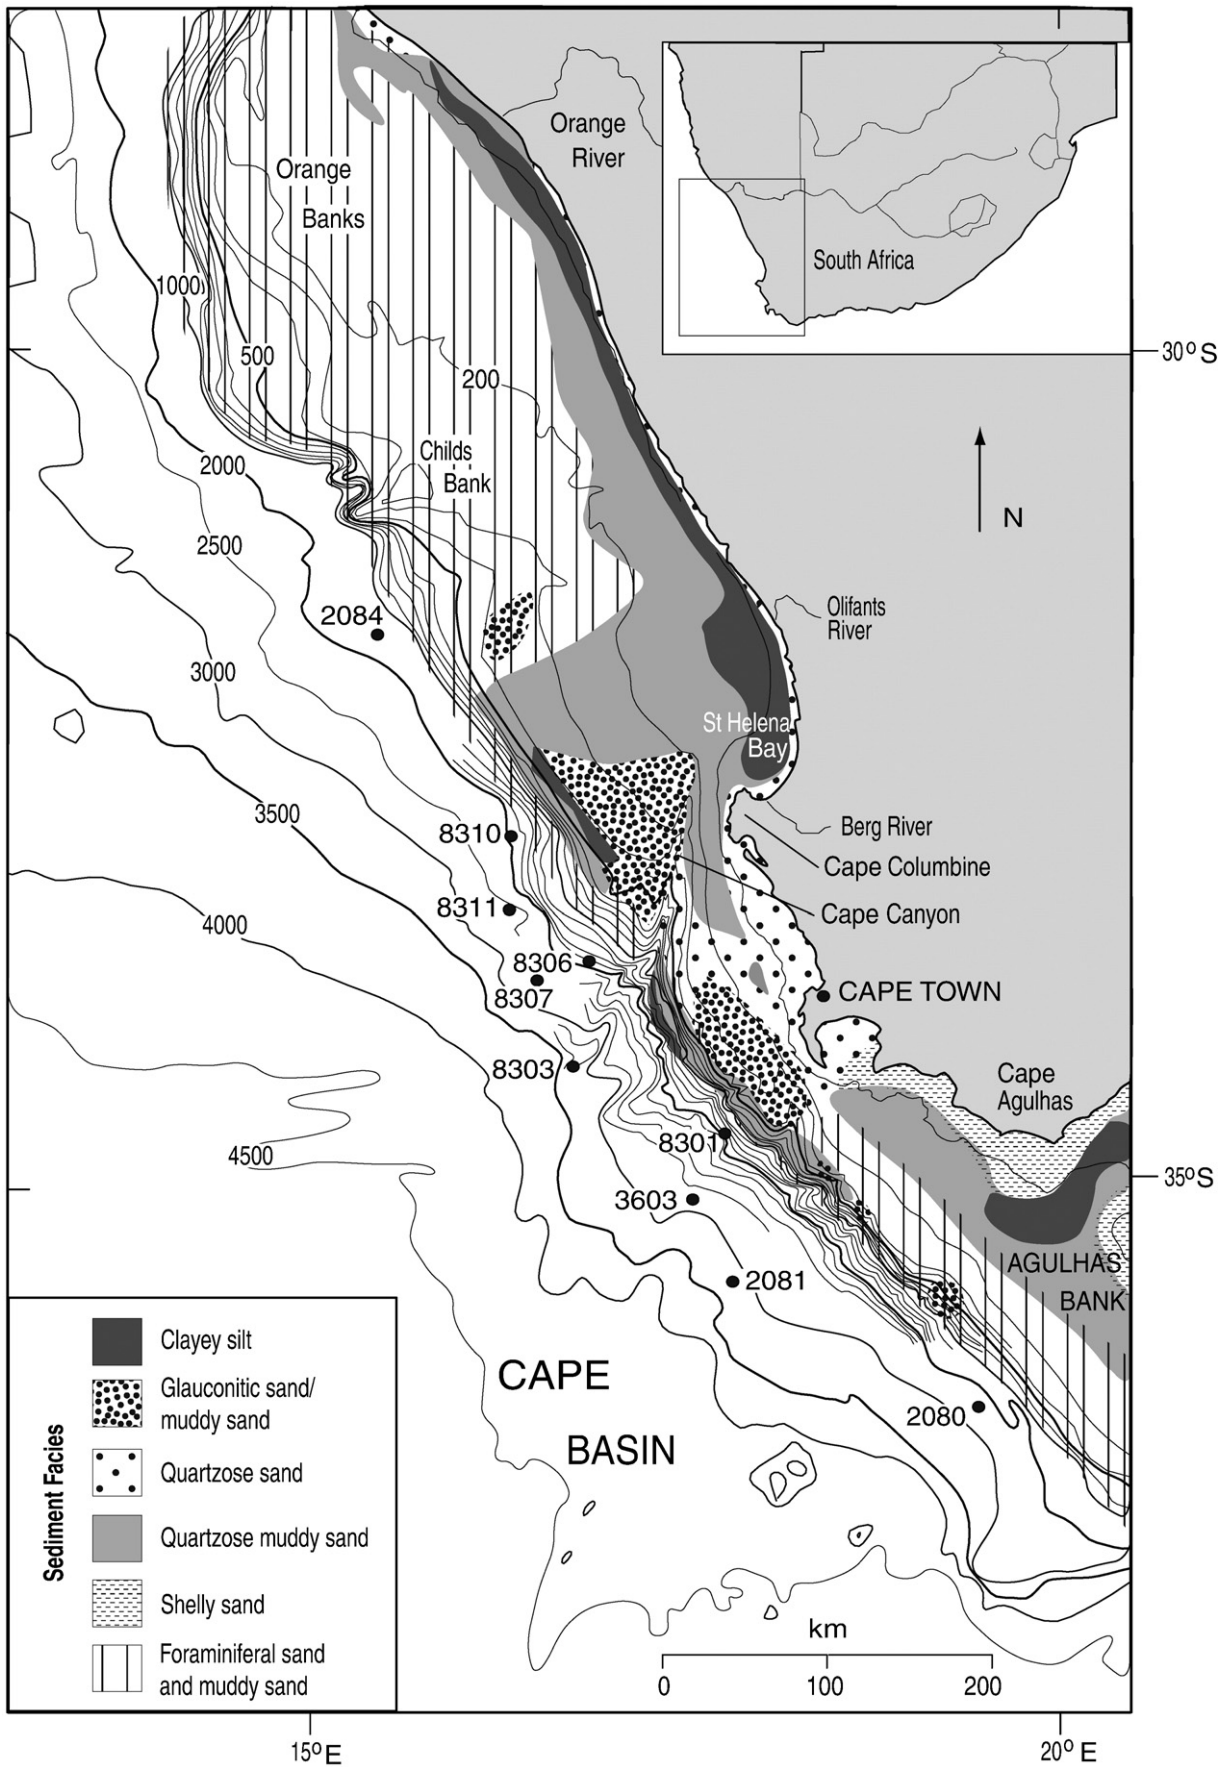 Orange
River
Orange
Banks
South Africa
1000
500
30° S
200
Childs
Bank
2000
N
2500
2084
Olifants
River
3000
St Helena
Bay
3500
8310
Berg River
Cape Columbine
8311
Cape Canyon
4000
8306
8307
CAPE TOWN
8303
Cape
Agulhas
8301
4500
35° S
3603
AGULHAS
BANK
2081
CAPE
BASIN
2080
Sediment Facies
Clayey silt
Glauconitic sand/
muddy sand
Quartzose sand
Quartzose muddy sand
Shelly sand
Foraminiferal sand
and muddy sand
km
0 100 200
15° E
20° E